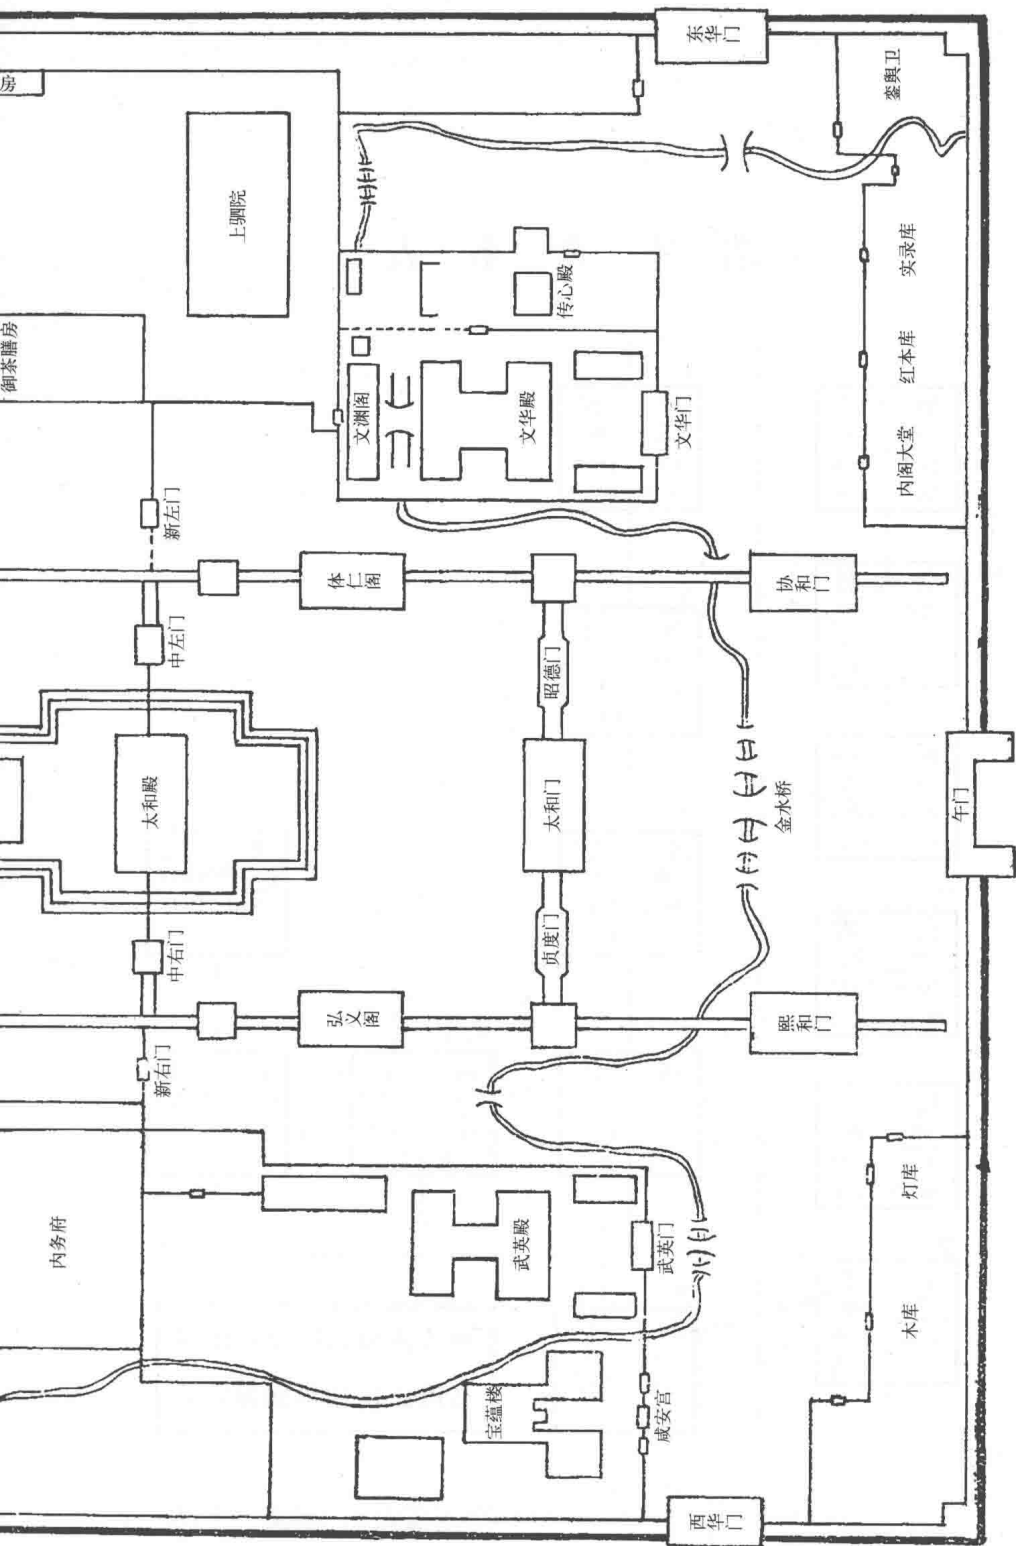 房
东华门
銮舆卫
上驷院
实录库
传心殿
御茶膳房
红本库
文渊阁
文华殿
文华门
内阁大堂
新左门
体仁阁
协和门
中左门
昭德门
太和殿
太和门
金水桥
午门
中右门
贞度门
弘义阁
熙和门
新右门
灯库
内务府
武英殿
武英门
木库
宝蕴楼
咸安宫
西华门